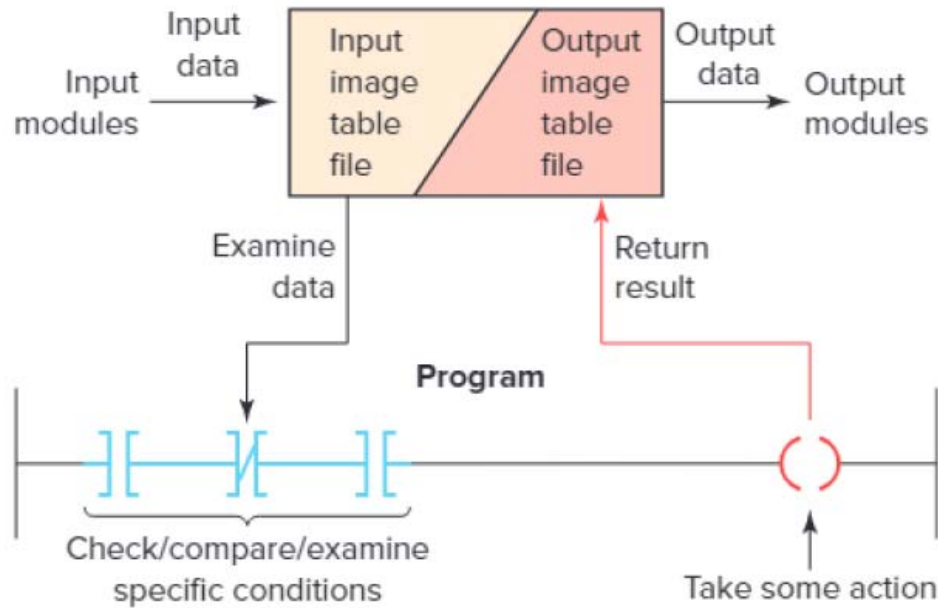 Input
data
Input
modules
Input
image
table
file
Output
image
table
file
Output
data
Output
modules
Examine
data
Return
result
Program
Check/compare/examine
specific conditions
Take some action